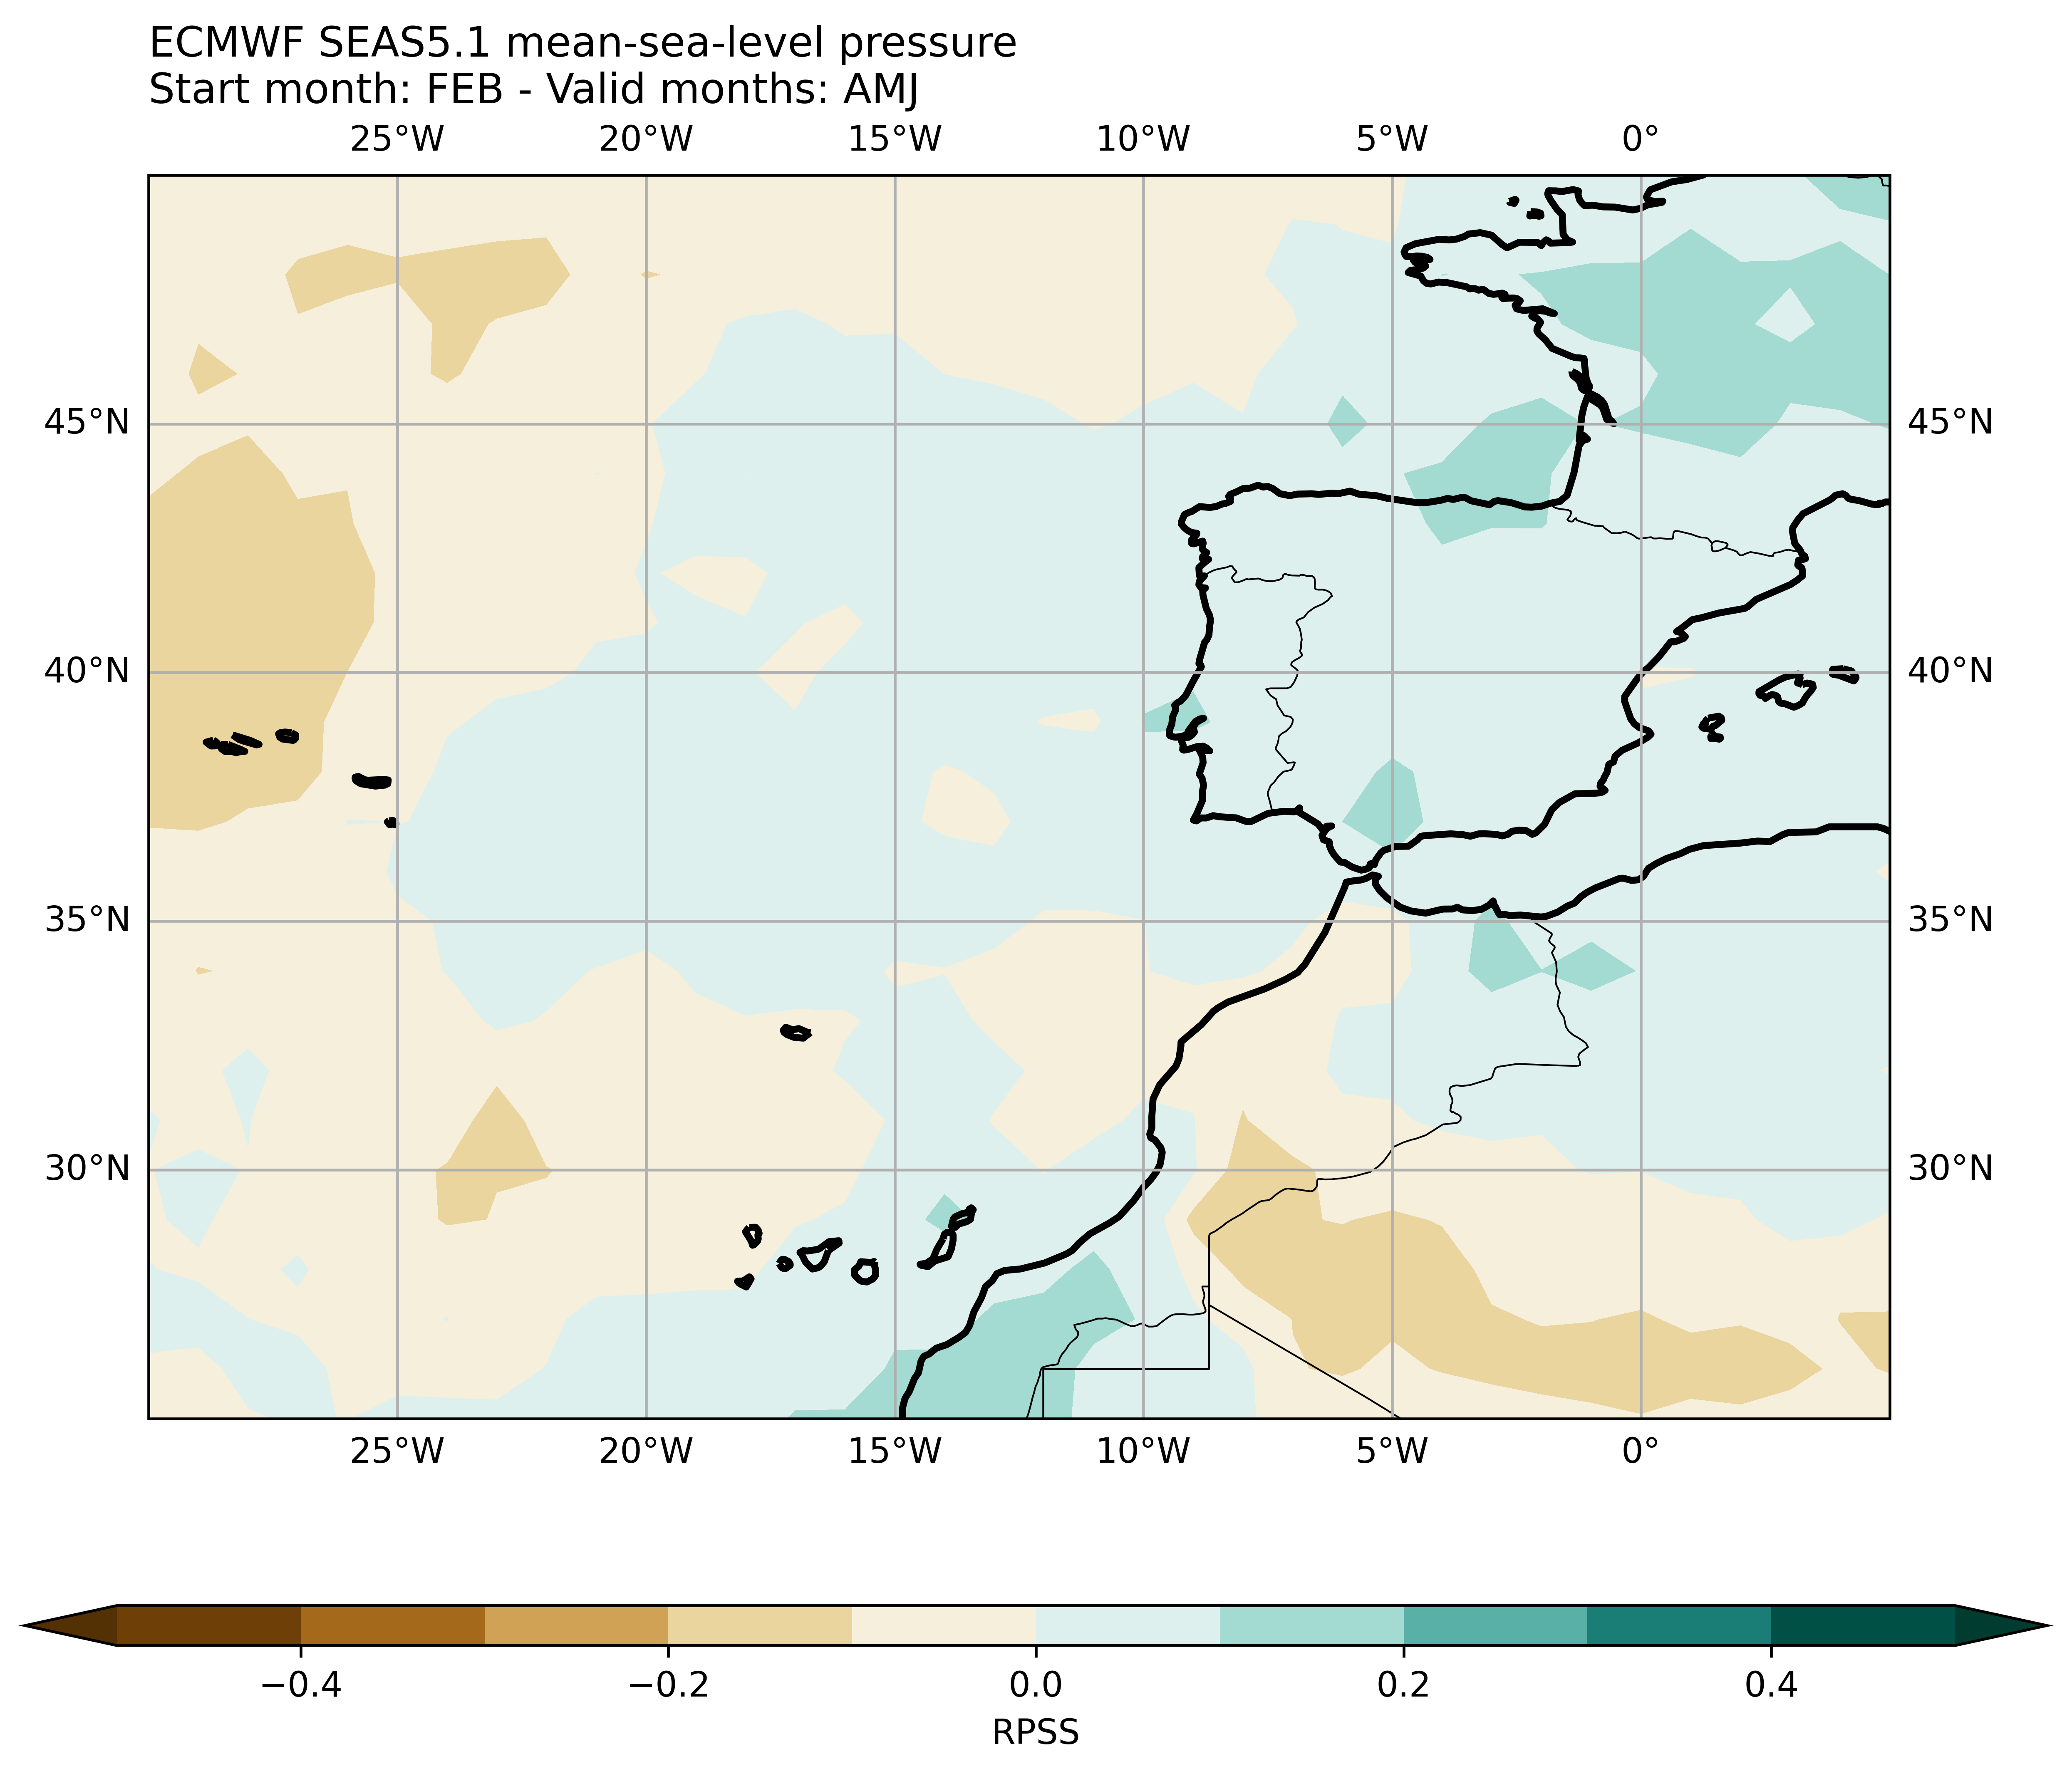 ECMWF SEAS5.1 mean-sea-level pressure
Start month: FEB - Valid months: AMJ
25°W 20°W 15°W 10°W 5°W 0°
45°N 45°N
40°N 40°N
35°N 35°N
30°N 30°N
25°W 20°W 15°W 10°W 5°W 0°
−0.4 −0.2 0.0 0.2 0.4
RPSS